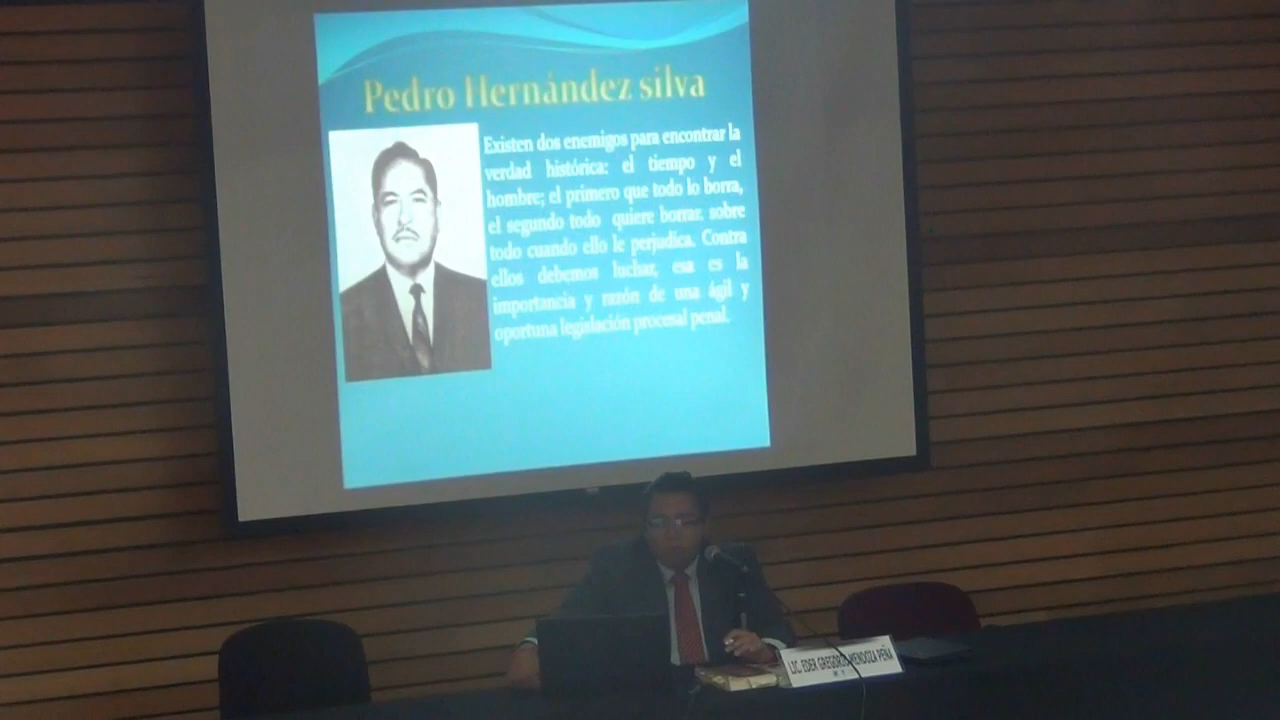 Pedro Hernández silva
Existen dos enemigos para encontrar la
verdad histórica: el tiempo y el
hombre; el primero que todo lo borra,
el segundo todo quiere borrar, sobre
todo cuando ello le perjudica. Contra
ellos debemos luchar, esa es la
importancia y razón de una ágil y
oportuna legislación procesal penal.
LIC. EDER GREGORIO MENDOZA PEÑA